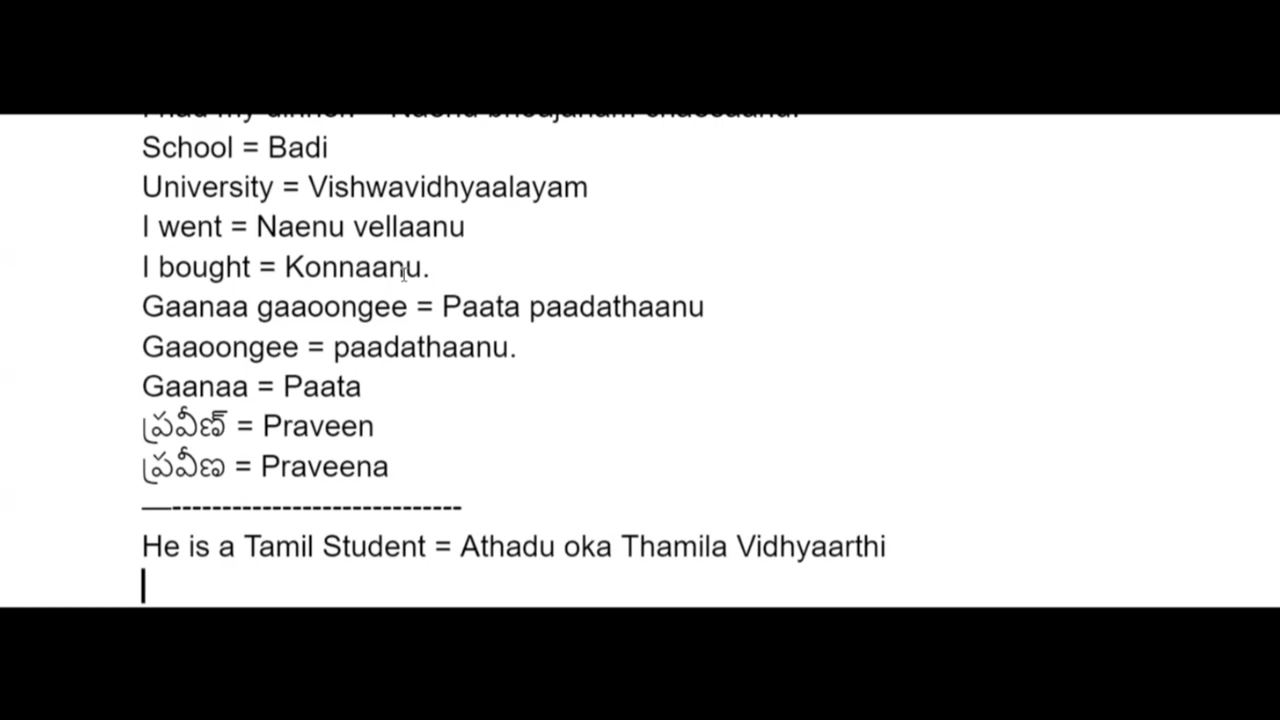 School = Badi
University = Vishwavidhyaalayam
I went = Naenu vellaanu
I bought = Konnaanu.
Gaanaa gaaoongee = Paata paadathaanu
Gaaoongee = paadathaanu.
Gaanaa = Paata
ప్రవీణ్ = Praveen
ప్రవీణ = Praveena
—-----------------------------
He is a Tamil Student = Athadu oka Thamila Vidhyaarthi